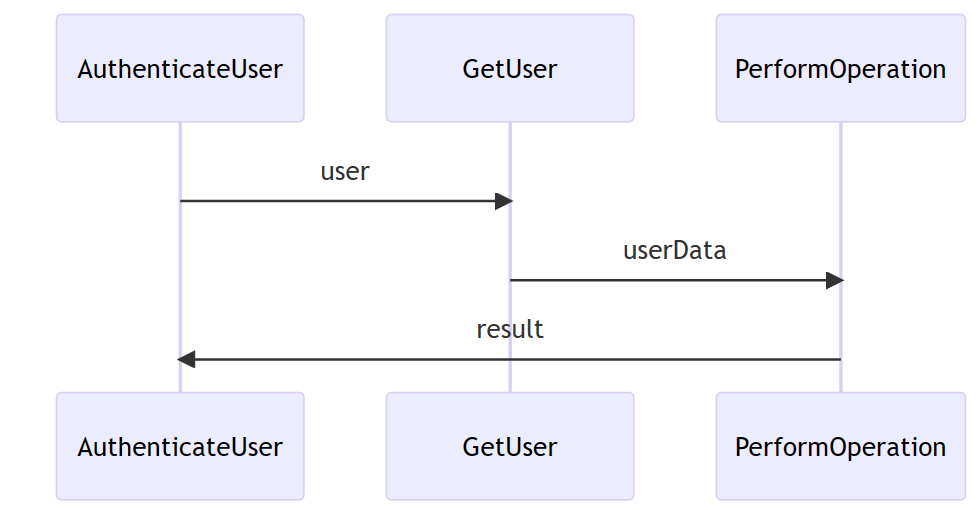 AuthenticateUser
GetUser
PerformOperation
user
userData
result
AuthenticateUser
GetUser
PerformOperation